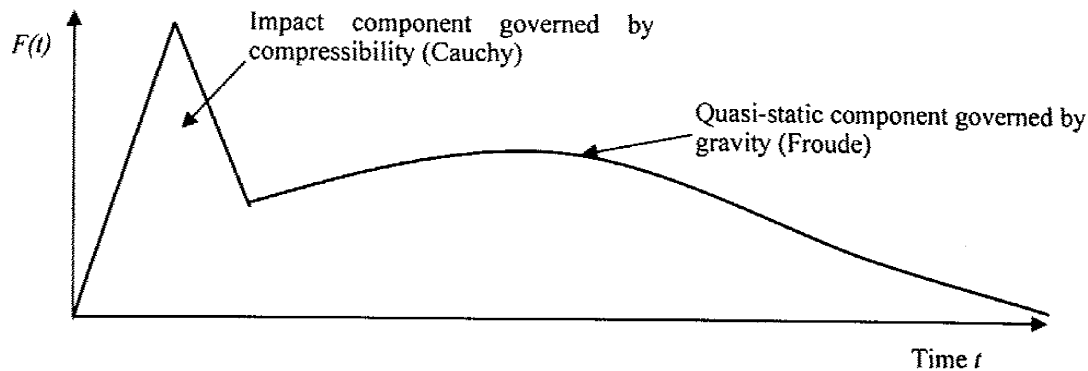 F(t)
Impact component governed by
compressibility (Cauchy)
Quasi-static component governed by
gravity (Froude)
Time t